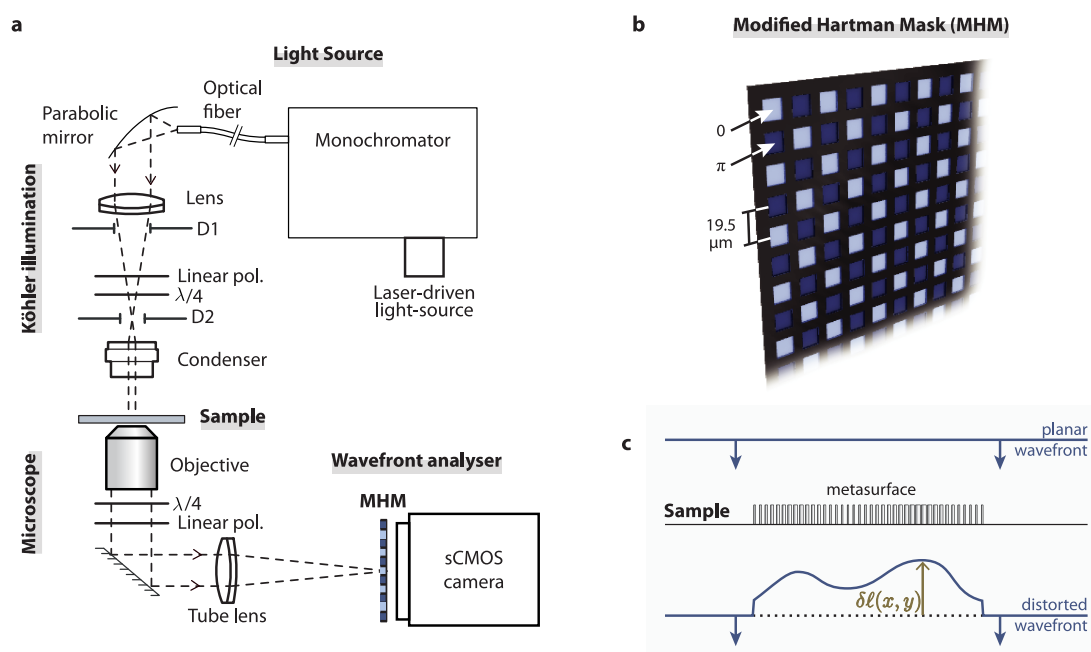 a
Light Source
Optical
fiber
Parabolic
mirror
Monochromator
Lens
D1
Linear pol.
λ/4
D2
Condenser
Köhler illumination
Laser-driven
light-source
Sample
Objective
λ/4
Linear pol.
Microscope
Tube lens
Wavefront analyser
MHM
sCMOS
camera
b
Modified Hartman Mask (MHM)
0
π
19.5
μm
c
planar
wavefront
metasurface
Sample
δℓ(x, y)
distorted
wavefront